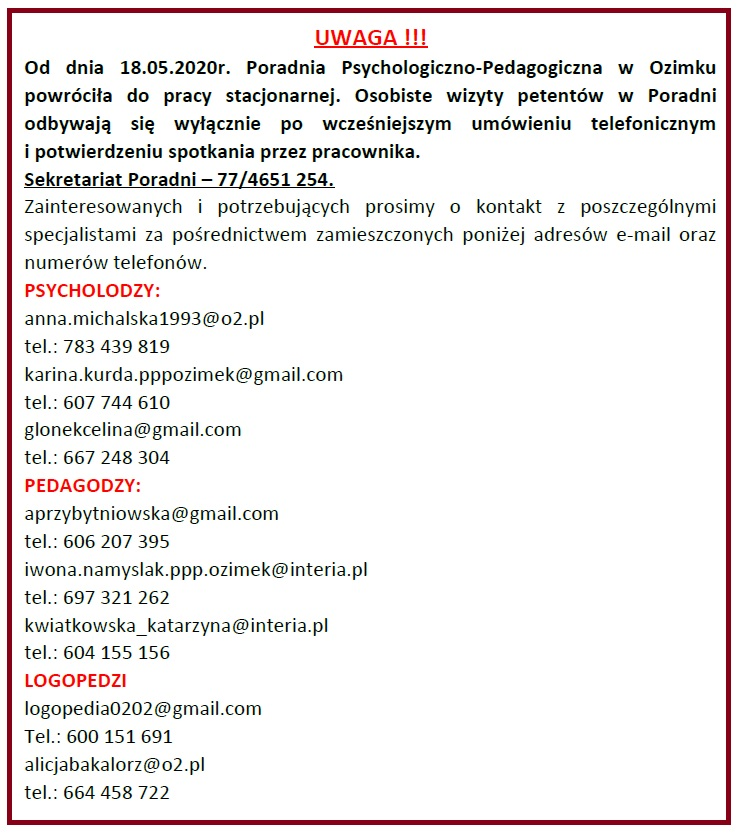 UWAGA !!!
Od dnia 18.05.2020r. Poradnia Psychologiczno-Pedagogiczna w Ozimku
powróciła do pracy stacjonarnej. Osobiste wizyty petentów w Poradni
odbywają się wyłącznie po wcześniejszym umówieniu telefonicznym
i potwierdzeniu spotkania przez pracownika.
Sekretariat Poradni – 77/4651 254.
Zainteresowanych i potrzebujących prosimy o kontakt z poszczególnymi
specjalistami za pośrednictwem zamieszczonych poniżej adresów e-mail oraz
numerów telefonów.
PSYCHOLODZY:
anna.michalska1993@o2.pl
tel.: 783 439 819
karina.kurda.pppozimek@gmail.com
tel.: 607 744 610
glonekcelina@gmail.com
tel.: 667 248 304
PEDAGODZY:
aprzybytniowska@gmail.com
tel.: 606 207 395
iwona.namyslak.ppp.ozimek@interia.pl
tel.: 697 321 262
kwiatkowska_katarzyna@interia.pl
tel.: 604 155 156
LOGOPEDZI
logopedia0202@gmail.com
Tel.: 600 151 691
alicjabakalorz@o2.pl
tel.: 664 458 722